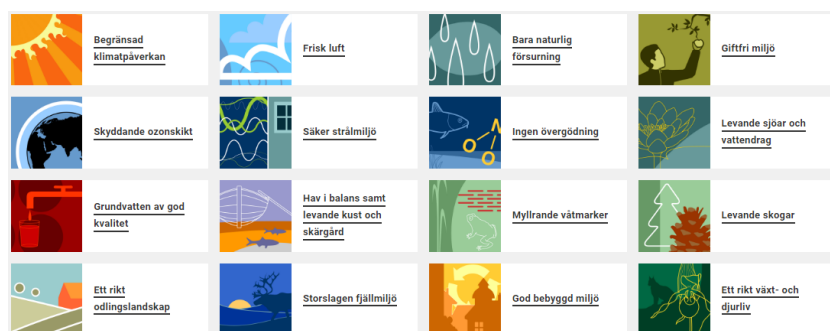 Begränsad
klimatpåverkan
Frisk luft
Bara naturlig
försurning
Giftfri miljö
Skyddande ozonskikt
Säker strålmiljö
Ingen övergödning
N
O
O
Levande sjöar och
vattendrag
Grundvatten av god
kvalitet
Hav i balans samt
levande kust och
skärgård
Myllrande våtmarker
Levande skogar
Ett rikt
odlingslandskap
Storslagen fjällmiljö
God bebyggd miljö
Ett rikt växt- och
djurliv